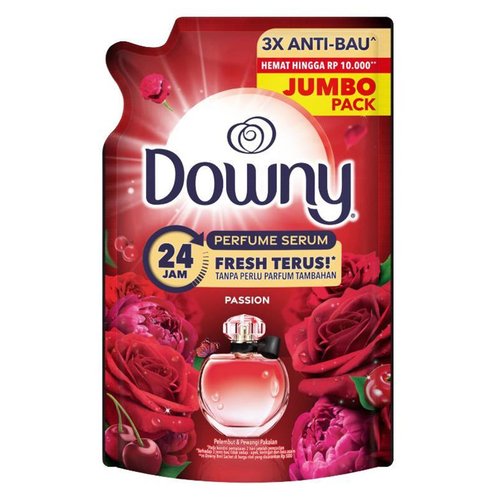 3X ANTI-BAU^
HEMAT HINGGA RP 10.000**
JUMBO
PACK
Downy
24
JAM
PERFUME SERUM
FRESH TERUS!*
TANPA PERLU PARFUM TAMBAHAN
PASSION
Pelembut & Pewangi Pakaian